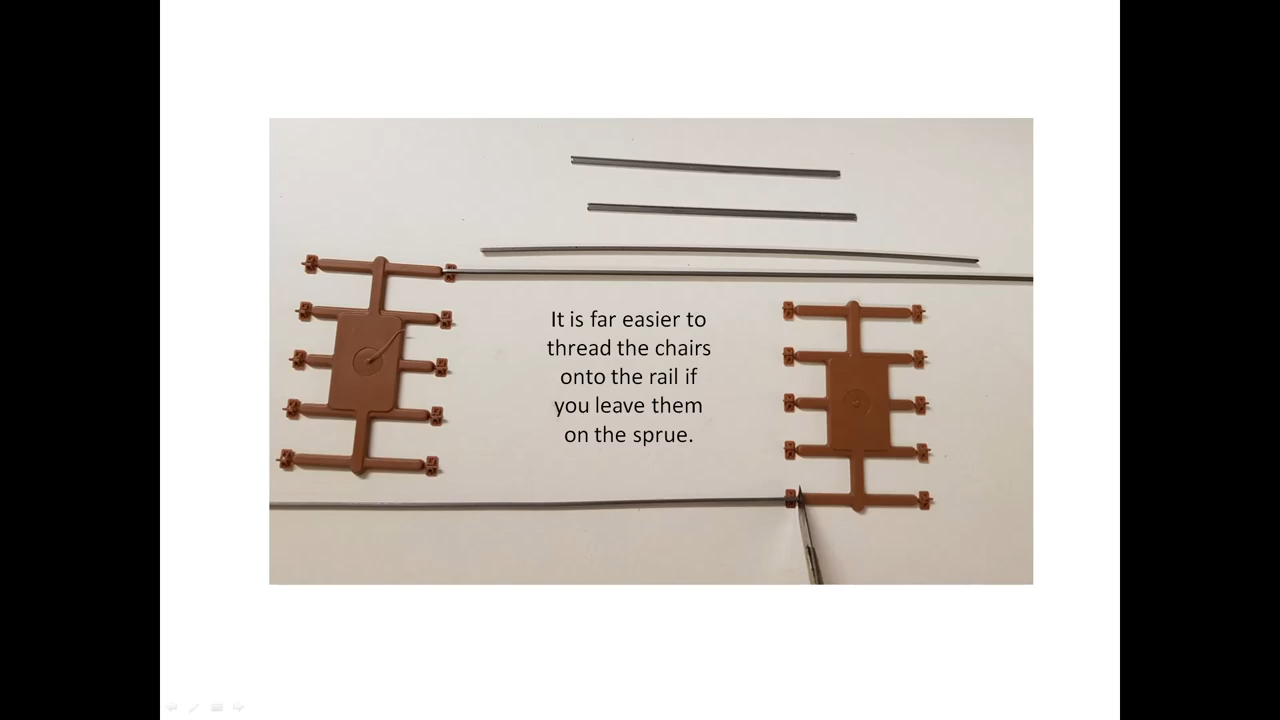 It is far easier to
thread the chairs
onto the rail if
you leave them
on the sprue.